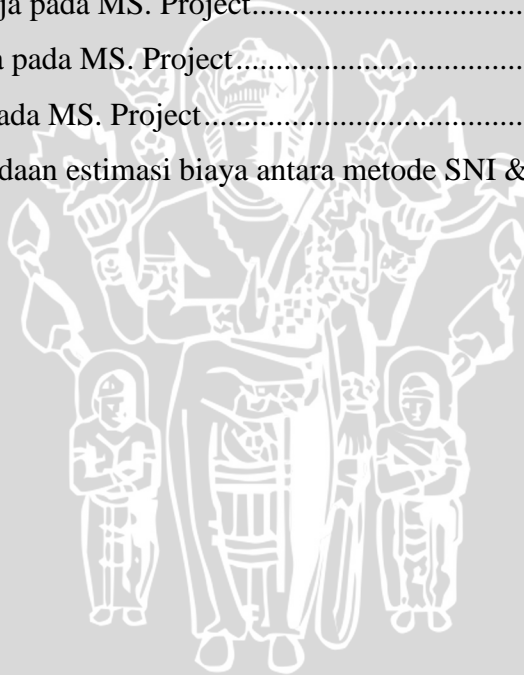 ja pada MS. Project....................................
a pada MS. Project.......................................
ada MS. Project............................................
daan estimasi biaya antara metode SNI &